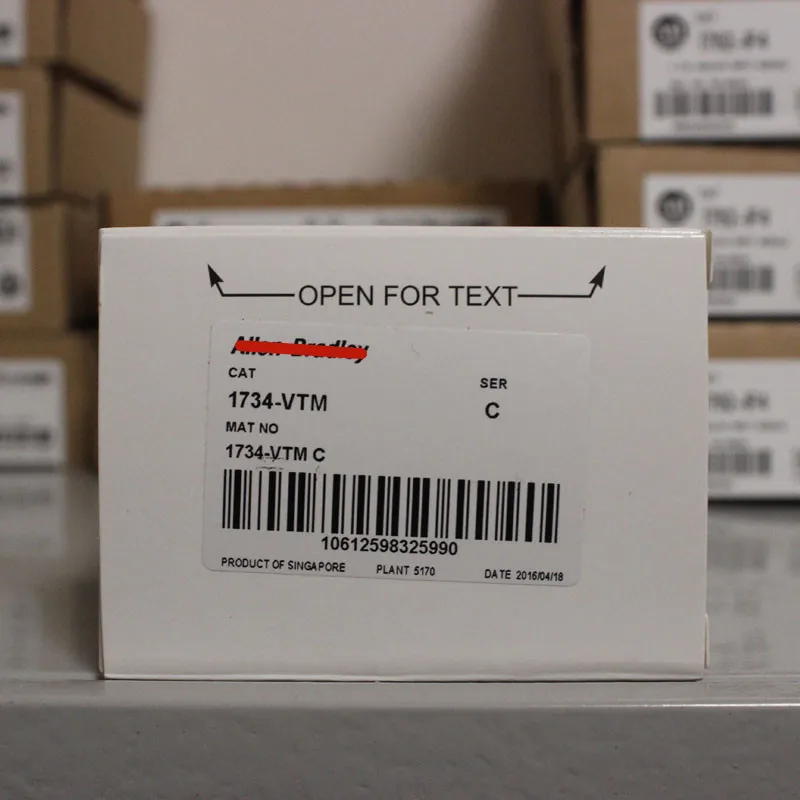 OPEN FOR TEXT
Allen-Bradley
CAT
SER
1734-VTM
C
MAT NO
1734-VTM C
10612598325990
PRODUCT OF SINGAPORE PLANT 5170 DATE 2016/04/18